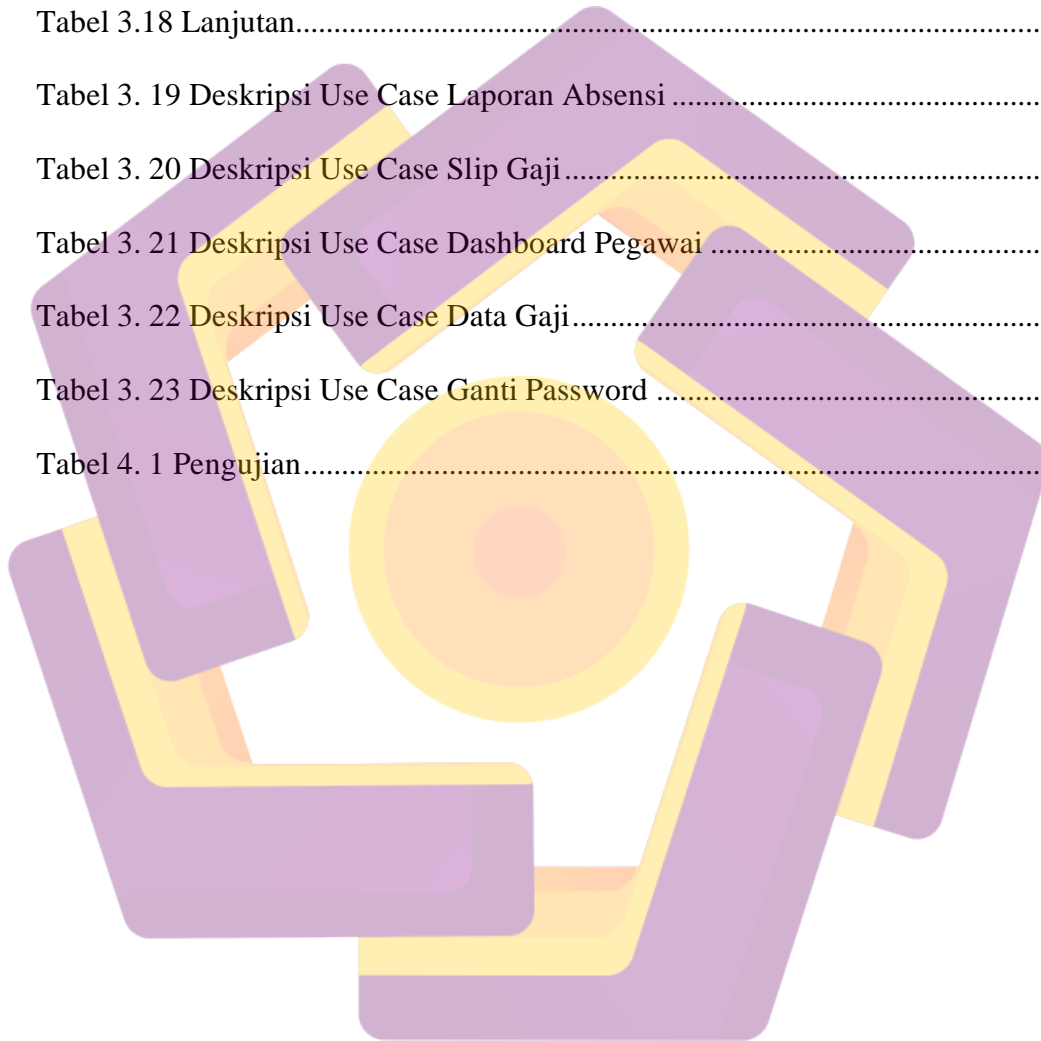 Tabel 3.18 Lanjutan..........................................................................................
Tabel 3. 19 Deskripsi Use Case Laporan Absensi ............................................
Tabel 3. 20 Deskripsi Use Case Slip Gaji..........................................................
Tabel 3. 21 Deskripsi Use Case Dashboard Pegawai .......................................
Tabel 3. 22 Deskripsi Use Case Data Gaji.........................................................
Tabel 3. 23 Deskripsi Use Case Ganti Password ..............................................
Tabel 4. 1 Pengujian..........................................................................................